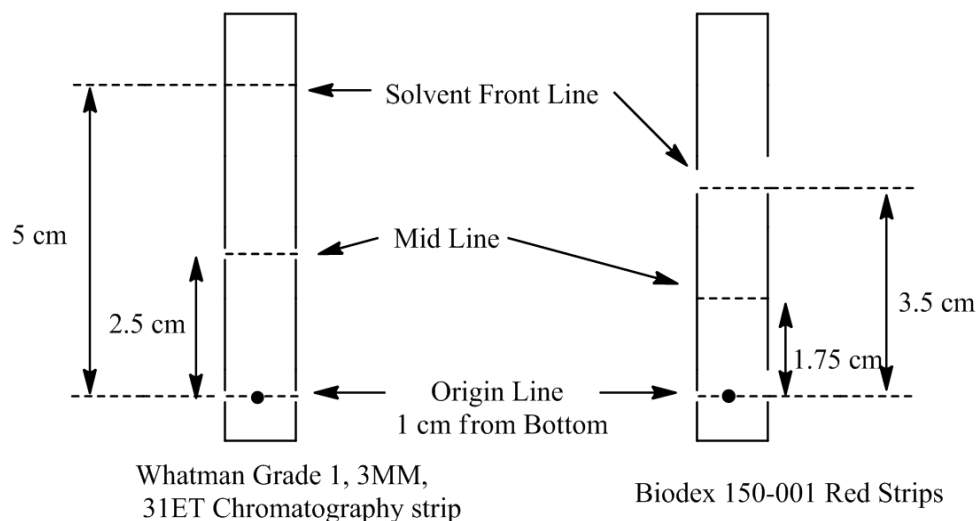 Solvent Front Line
5 cm
Mid Line
2.5 cm
3.5 cm
1.75 cm
Origin Line
1 cm from Bottom
Whatman Grade 1, 3MM,
31ET Chromatography strip
Biodex 150-001 Red Strips